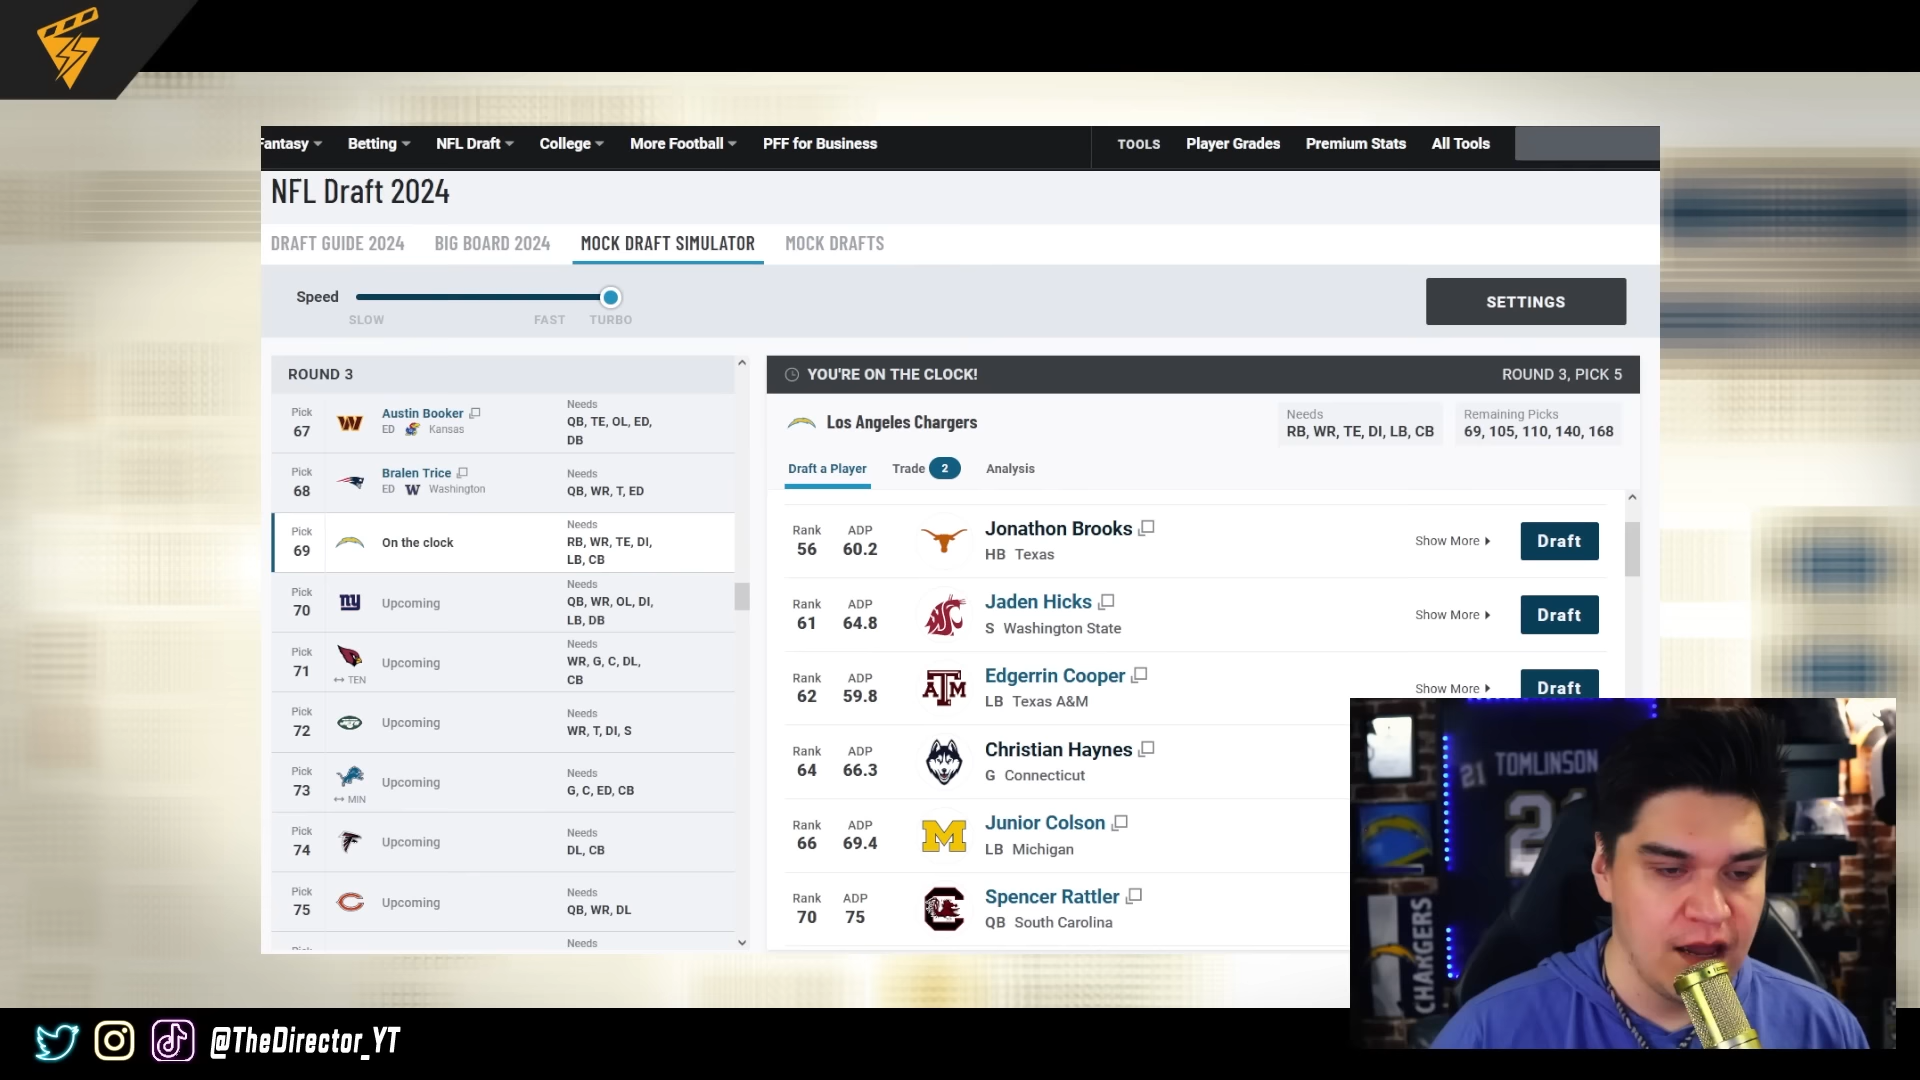 Fantasy Betting NFL Draft College More Football PFF for Business TOOLS Player Grades Premium Stats All Tools
NFL Draft 2024
DRAFT GUIDE 2024 BIG BOARD 2024 MOCK DRAFT SIMULATOR MOCK DRAFTS
Speed
SLOW FAST TURBO
SETTINGS
ROUND 3
Pick 67
Austin Booker
ED Kansas
Needs
QB, TE, OL, ED,
DB
Pick 68
Bralen Trice
ED W Washington
Needs
QB, WR, T, ED
Pick 69
On the clock
Needs
RB, WR, TE, DI,
LB, CB
Pick 70
ny
Upcoming
Needs
QB, WR, OL, DI,
LB, DB
Pick 71
↔ TEN
Upcoming
Needs
WR, G, C, DL,
CB
Pick 72
Upcoming
Needs
WR, T, DI, S
Pick 73
↔ MIN
Upcoming
Needs
G, C, ED, CB
Pick 74
Upcoming
Needs
DL, CB
Pick 75
Upcoming
Needs
QB, WR, DL
Needs
YOU'RE ON THE CLOCK! ROUND 3, PICK 5
Los Angeles Chargers
Needs
RB, WR, TE, DI, LB, CB
Remaining Picks
69, 105, 110, 140, 168
Draft a Player Trade 2 Analysis
Rank 56 ADP 60.2
Jonathon Brooks
HB Texas
Show More Draft
Rank 61 ADP 64.8
Jaden Hicks
S Washington State
Show More Draft
Rank 62 ADP 59.8
ATM
Edgerrin Cooper
LB Texas A&M
Show More Draft
Rank 64 ADP 66.3
Christian Haynes
G Connecticut
Rank 66 ADP 69.4
M
Junior Colson
LB Michigan
Rank 70 ADP 75
Spencer Rattler
QB South Carolina
21 TOMLINSON
2
CHARGERS
@TheDirector_YT